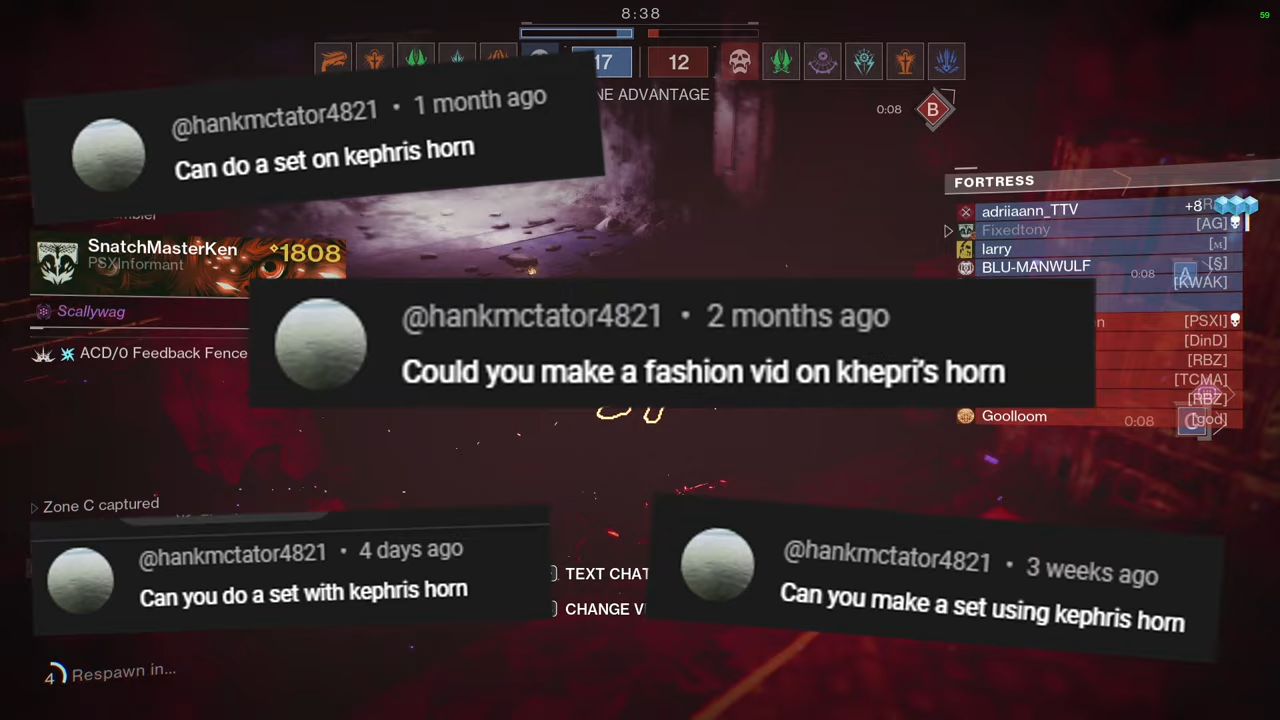 8:38
59
17
12
NE ADVANTAGE
0:08
B
@hankmctator4821 • 1 month ago
Can do a set on kephris horn
FORTRESS
adriiaann_TTV
+8
Fixedtony
[AG]
larry
[M]
BLU-MANWULF
[§]
0:08
A
[KWAK]
SnatchMasterKen
1808
PSXInformant
Scallywag
ACD/0 Feedback Fence
@hankmctator4821 • 2 months ago
Could you make a fashion vid on khepri's horn
n
[PSXI]
[DinD]
[RBZ]
[TCMA]
[RBZ]
Goolloom
0:08
C
[god]
Zone C captured
@hankmctator4821 • 4 days ago
Can you do a set with kephris horn
TEXT CHAT
CHANGE V
@hankmctator4821 • 3 weeks ago
Can you make a set using kephris horn
4
Respawn in...